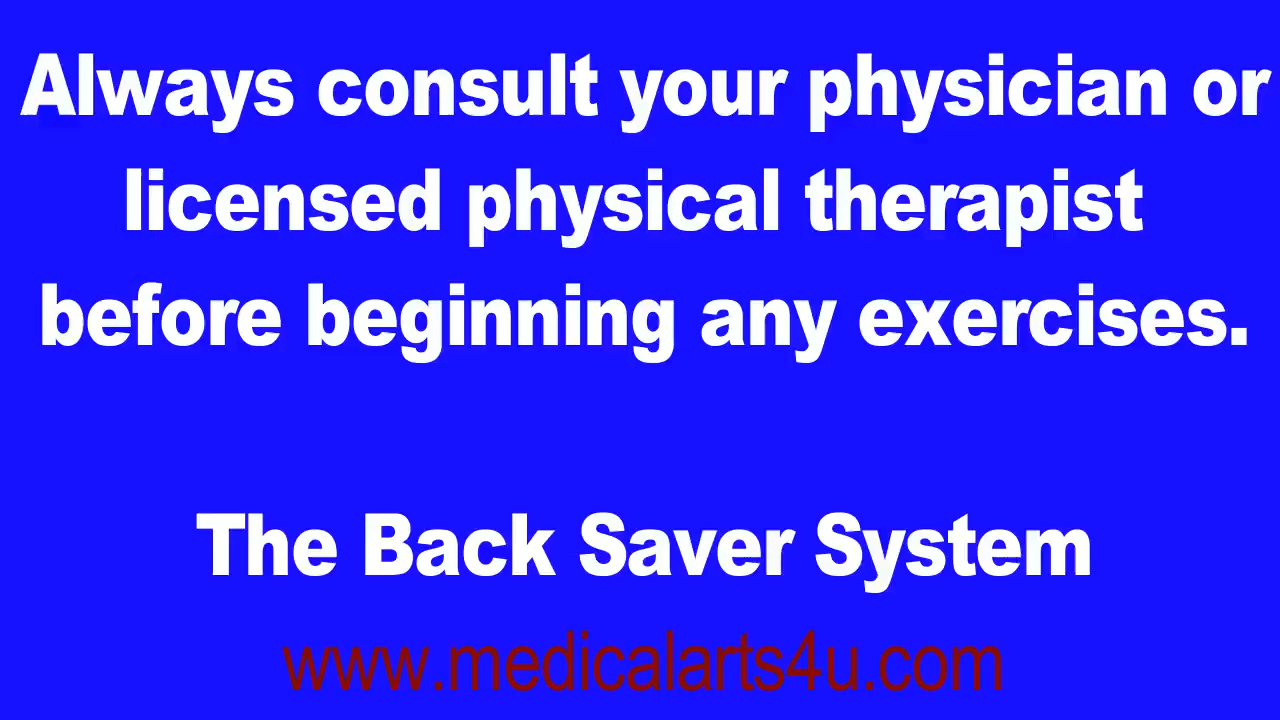 Always consult your physician or
licensed physical therapist
before beginning any exercises.
The Back Saver System
www.medicalarts4u.com